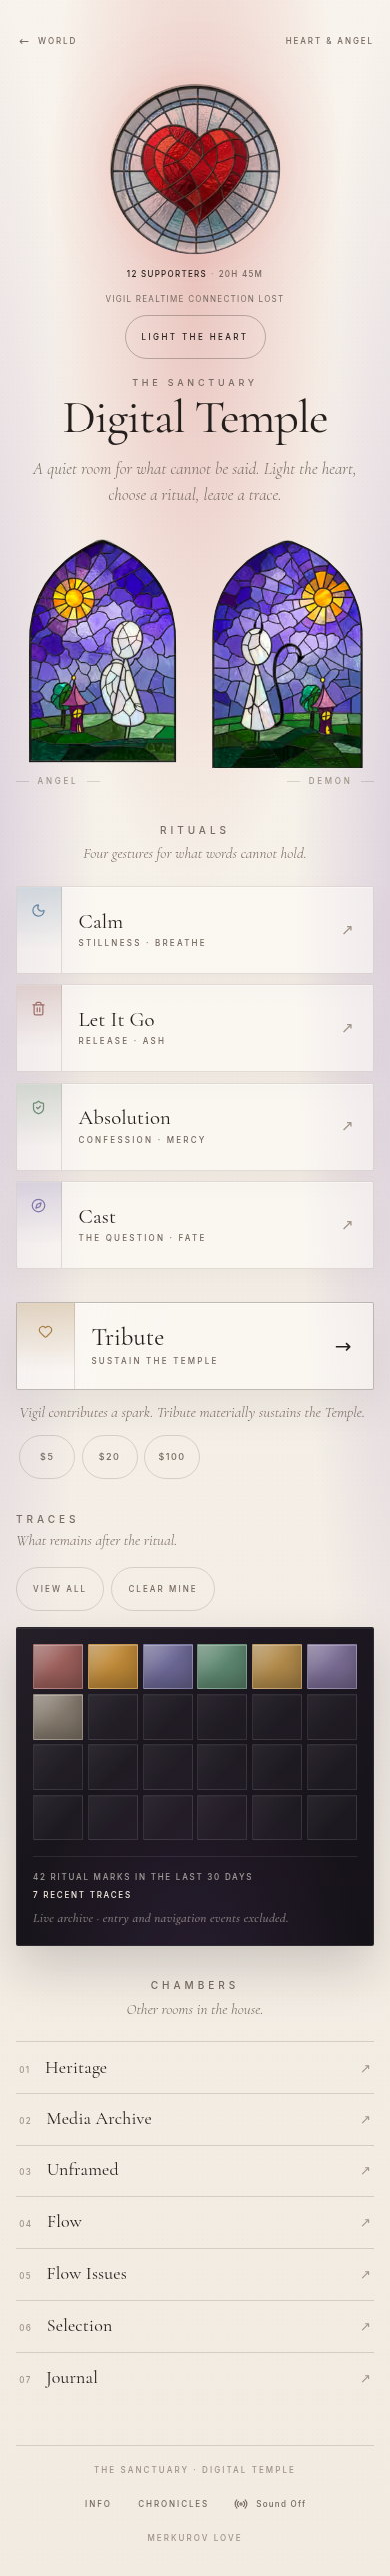 ← WORLD
HEART & ANGEL
12 SUPPORTERS · 20H 45M
VIGIL REALTIME CONNECTION LOST
LIGHT THE HEART
THE SANCTUARY
Digital Temple
A quiet room for what cannot be said. Light the heart,
choose a ritual, leave a trace.
ANGEL
DEMON
RITUALS
Four gestures for what words cannot hold.
Calm
STILLNESS · BREATHE
↗
Let It Go
RELEASE · ASH
↗
Absolution
CONFESSION · MERCY
↗
Cast
THE QUESTION · FATE
↗
Tribute
SUSTAIN THE TEMPLE
→
Vigil contributes a spark. Tribute materially sustains the Temple.
$5
$20
$100
TRACES
What remains after the ritual.
VIEW ALL
CLEAR MINE
42 RITUAL MARKS IN THE LAST 30 DAYS
7 RECENT TRACES
Live archive · entry and navigation events excluded.
CHAMBERS
Other rooms in the house.
01 Heritage ↗
02 Media Archive ↗
03 Unframed ↗
04 Flow ↗
05 Flow Issues ↗
06 Selection ↗
07 Journal ↗
THE SANCTUARY · DIGITAL TEMPLE
INFO CHRONICLES Sound Off
MERKUROV LOVE